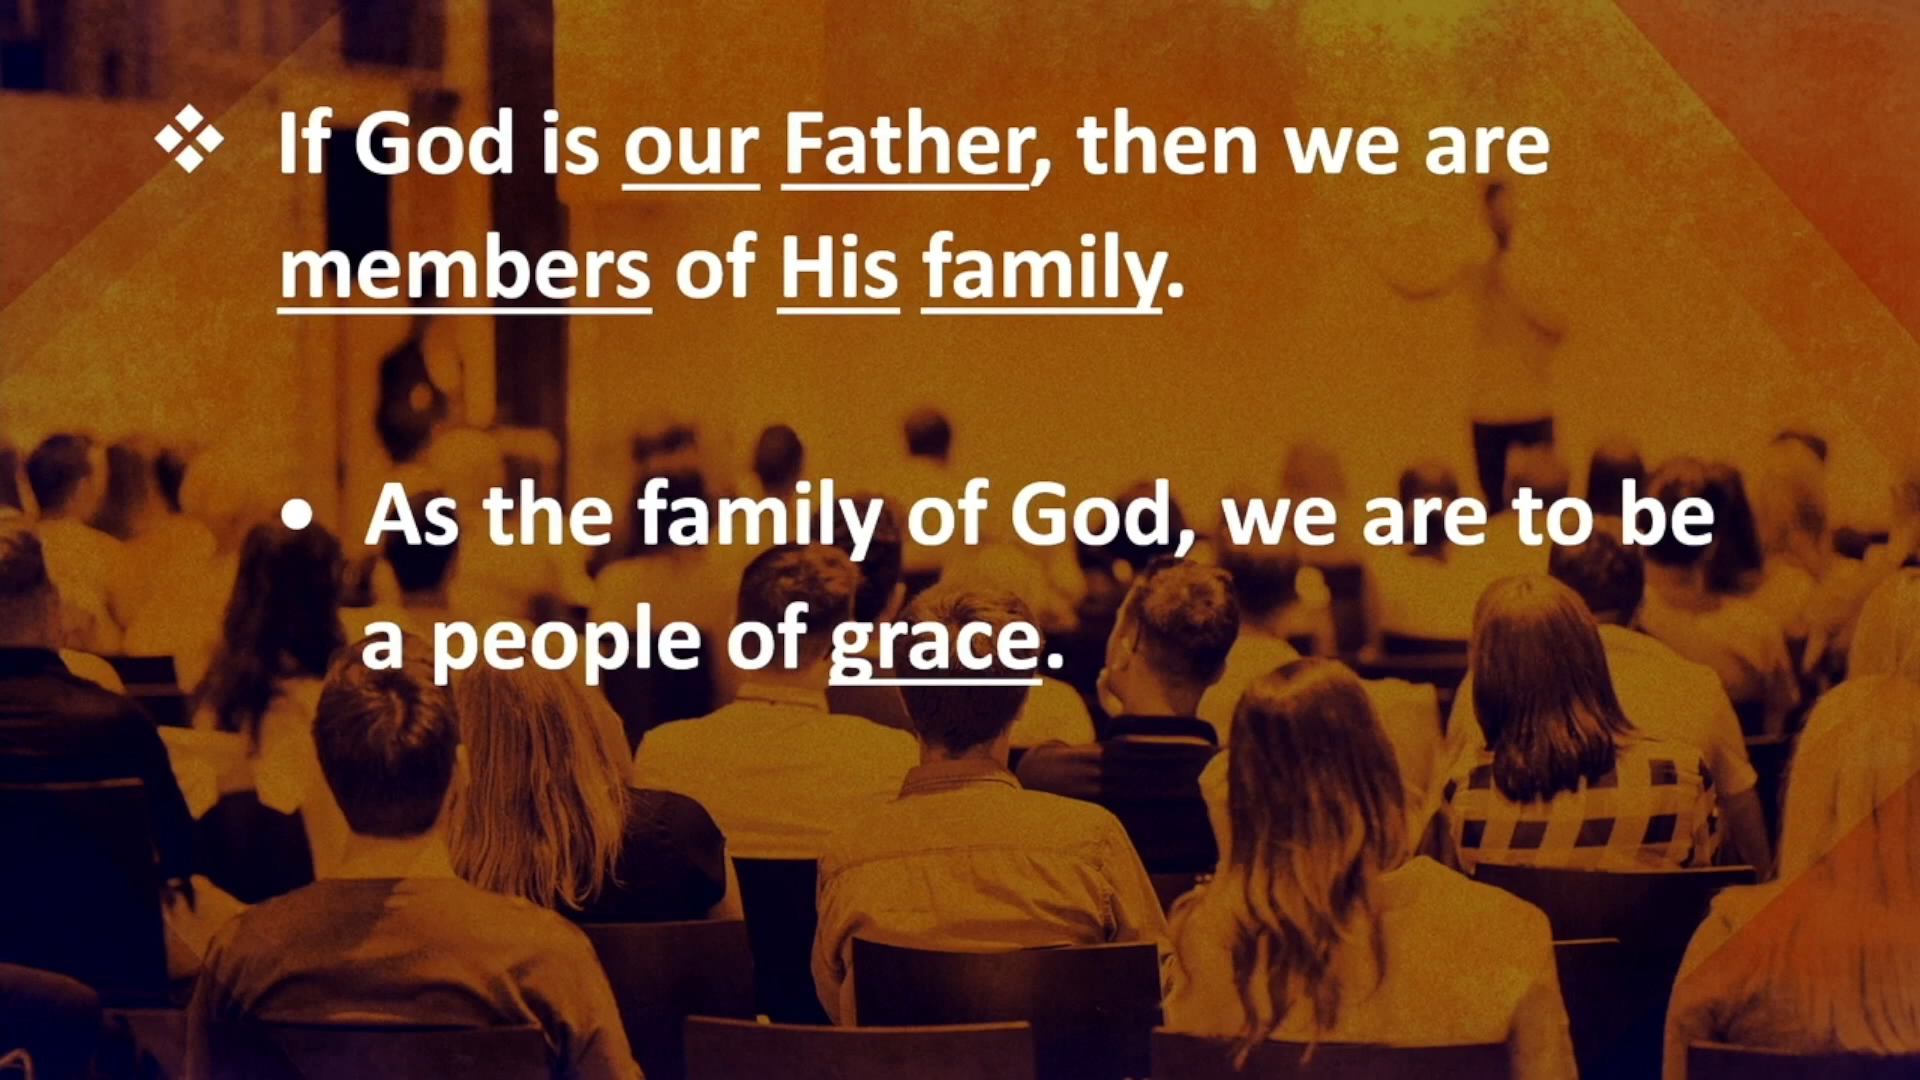 ❖ If God is our Father, then we are
members of His family.
• As the family of God, we are to be
a people of grace.